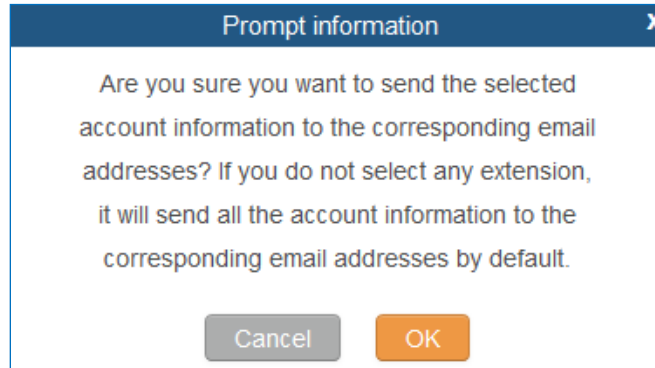 Prompt information
x
Are you sure you want to send the selected
account information to the corresponding email
addresses? If you do not select any extension,
it will send all the account information to the
corresponding email addresses by default.
Cancel OK